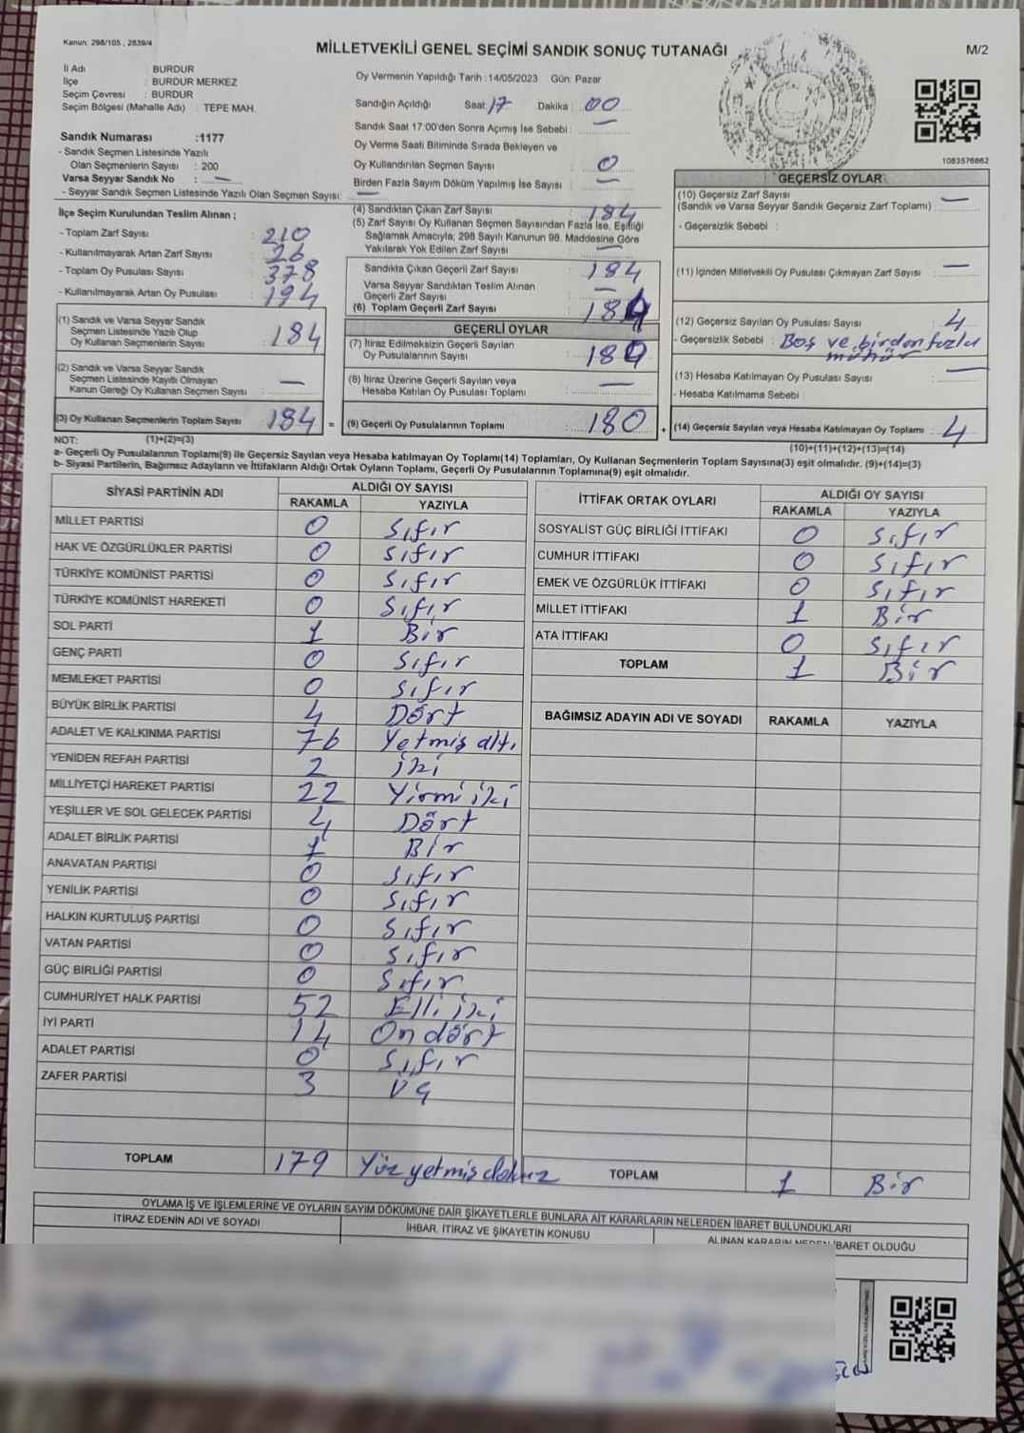 Kanun: 298/105 , 2839/4
MİLLETVEKİLİ GENEL SEÇİMİ SANDIK SONUÇ TUTANAĞI
M/2
İl Adı : BURDUR
İlçe : BURDUR MERKEZ
Seçim Çevresi : BURDUR
Seçim Bölgesi (Mahalle Adı) : TEPE MAH.
Sandık Numarası :1177
- Sandık Seçmen Listesinde Yazılı
Olan Seçmenlerin Sayısı : 200
Varsa Seyyar Sandık No : —
- Seyyar Sandık Seçmen Listesinde Yazılı Olan Seçmen Sayısı: —
Oy Vermenin Yapıldığı Tarih :14/05/2023 Gün: Pazar
Sandığın Açıldığı Saat 17 Dakika : 00
Sandık Saat 17:00'den Sonra Açımış İse Sebebi : —
Oy Verme Saati Bitiminde Sırada Bekleyen ve
Oy Kullandırılan Seçmen Sayısı : 0
Birden Fazla Sayım Döküm Yapılmış İse Sayısı : —
1083576862
İlçe Seçim Kurulundan Teslim Alınan ;
- Toplam Zarf Sayısı : 210
- Kullanılmayarak Artan Zarf Sayısı : 26
- Toplam Oy Pusulası Sayısı : 378
- Kullanılmayarak Artan Oy Pusulası : 194
(1) Sandık ve Varsa Seyyar Sandık
Seçmen Listesinde Yazılı Olup
Oy Kullanan Seçmenlerin Sayısı : 184
(2) Sandık ve Varsa Seyyar Sandık
Seçmen Listesinde Kayıtlı Olmayan
Kanun Gereği Oy Kullanan Seçmen Sayısı : —
(3) Oy Kullanan Seçmenlerin Toplam Sayısı : 184 =
(4) Sandıktan Çıkan Zarf Sayısı : 184
(5) Zarf Sayısı Oy Kullanan Seçmen Sayısından Fazla İse, Eşitliği
Sağlamak Amacıyla; 298 Sayılı Kanunun 98. Maddesine Göre
Yakılarak Yok Edilen Zarf Sayısı : —
Sandıkta Çıkan Geçerli Zarf Sayısı : 184
Varsa Seyyar Sandıktan Teslim Alınan
Geçerli Zarf Sayısı : —
(6) Toplam Geçerli Zarf Sayısı : 184
GEÇERLİ OYLAR
(7) İtiraz Edilmeksizin Geçerli Sayılan
Oy Pusulalarının Sayısı : 180
(8) İtiraz Üzerine Geçerli Sayılan veya
Hesaba Katılan Oy Pusulası Toplamı : —
(9) Geçerli Oy Pusulalarının Toplamı : 180 +
GEÇERSİZ OYLAR
(10) Geçersiz Zarf Sayısı
(Sandık ve Varsa Seyyar Sandık Geçersiz Zarf Toplamı) : —
- Geçersizlik Sebebi :
(11) İçinden Milletvekili Oy Pusulası Çıkmayan Zarf Sayısı : —
(12) Geçersiz Sayılan Oy Pusulası Sayısı : 4
- Geçersizlik Sebebi : Boş ve birden fazla
mühür
(13) Hesaba Katılmayan Oy Pusulası Sayısı : —
- Hesaba Katılmama Sebebi :
(14) Geçersiz Sayılan veya Hesaba Katılmayan Oy Toplamı : 4
NOT: (1)+(2)=(3)
(10)+(11)+(12)+(13)=(14)
a- Geçerli Oy Pusulalarının Toplamı(9) ile Geçersiz Sayılan veya Hesaba katılmayan Oy Toplamı(14) Toplamları, Oy Kullanan Seçmenlerin Toplam Sayısına(3) eşit olmalıdır. (9)+(14)=(3)
b- Siyasi Partilerin, Bağımsız Adayların ve İttifakların Aldığı Ortak Oyların Toplamı, Geçerli Oy Pusulalarının Toplamına(9) eşit olmalıdır.
SİYASİ PARTİNİN ADI
ALDIĞI OY SAYISI
RAKAMLA YAZIYLA
MİLLET PARTİSİ 0 Sıfır
HAK VE ÖZGÜRLÜKLER PARTİSİ 0 Sıfır
TÜRKİYE KOMÜNİST PARTİSİ 0 Sıfır
TÜRKİYE KOMÜNİST HAREKETİ 0 Sıfır
SOL PARTİ 1 Bir
GENÇ PARTİ 0 Sıfır
MEMLEKET PARTİSİ 0 Sıfır
BÜYÜK BİRLİK PARTİSİ 4 Dört
ADALET VE KALKINMA PARTİSİ 76 Yetmiş altı
YENİDEN REFAH PARTİSİ 2 iki
MİLLİYETÇİ HAREKET PARTİSİ 22 Yirmi iki
YEŞİLLER VE SOL GELECEK PARTİSİ 4 Dört
ADALET BİRLİK PARTİSİ 1 Bir
ANAVATAN PARTİSİ 0 Sıfır
YENİLİK PARTİSİ 0 Sıfır
HALKIN KURTULUŞ PARTİSİ 0 Sıfır
VATAN PARTİSİ 0 Sıfır
GÜÇ BİRLİĞİ PARTİSİ 0 Sıfır
CUMHURİYET HALK PARTİSİ 52 Elli iki
İYİ PARTİ 14 On dört
ADALET PARTİSİ 0 Sıfır
ZAFER PARTİSİ 3 Üç
TOPLAM 179 Yüz yetmiş dokuz
İTTİFAK ORTAK OYLARI
ALDIĞI OY SAYISI
RAKAMLA YAZIYLA
SOSYALİST GÜÇ BİRLİĞİ İTTİFAKI 0 Sıfır
CUMHUR İTTİFAKI 0 Sıfır
EMEK VE ÖZGÜRLÜK İTTİFAKI 0 Sıfır
MİLLET İTTİFAKI 1 Bir
ATA İTTİFAKI 0 Sıfır
TOPLAM 1 Bir
BAĞIMSIZ ADAYIN ADI VE SOYADI RAKAMLA YAZIYLA
TOPLAM 1 Bir
OYLAMA İŞ VE İŞLEMLERİNE VE OYLARIN SAYIM DÖKÜMÜNE DAİR ŞİKAYETLERLE BUNLARA AİT KARARLARIN NELERDEN İBARET BULUNDUKLARI
İTİRAZ EDENİN ADI VE SOYADI
İHBAR, İTİRAZ VE ŞİKAYETİN KONUSU
ALINAN KARARIN NEDEN İBARET OLDUĞU